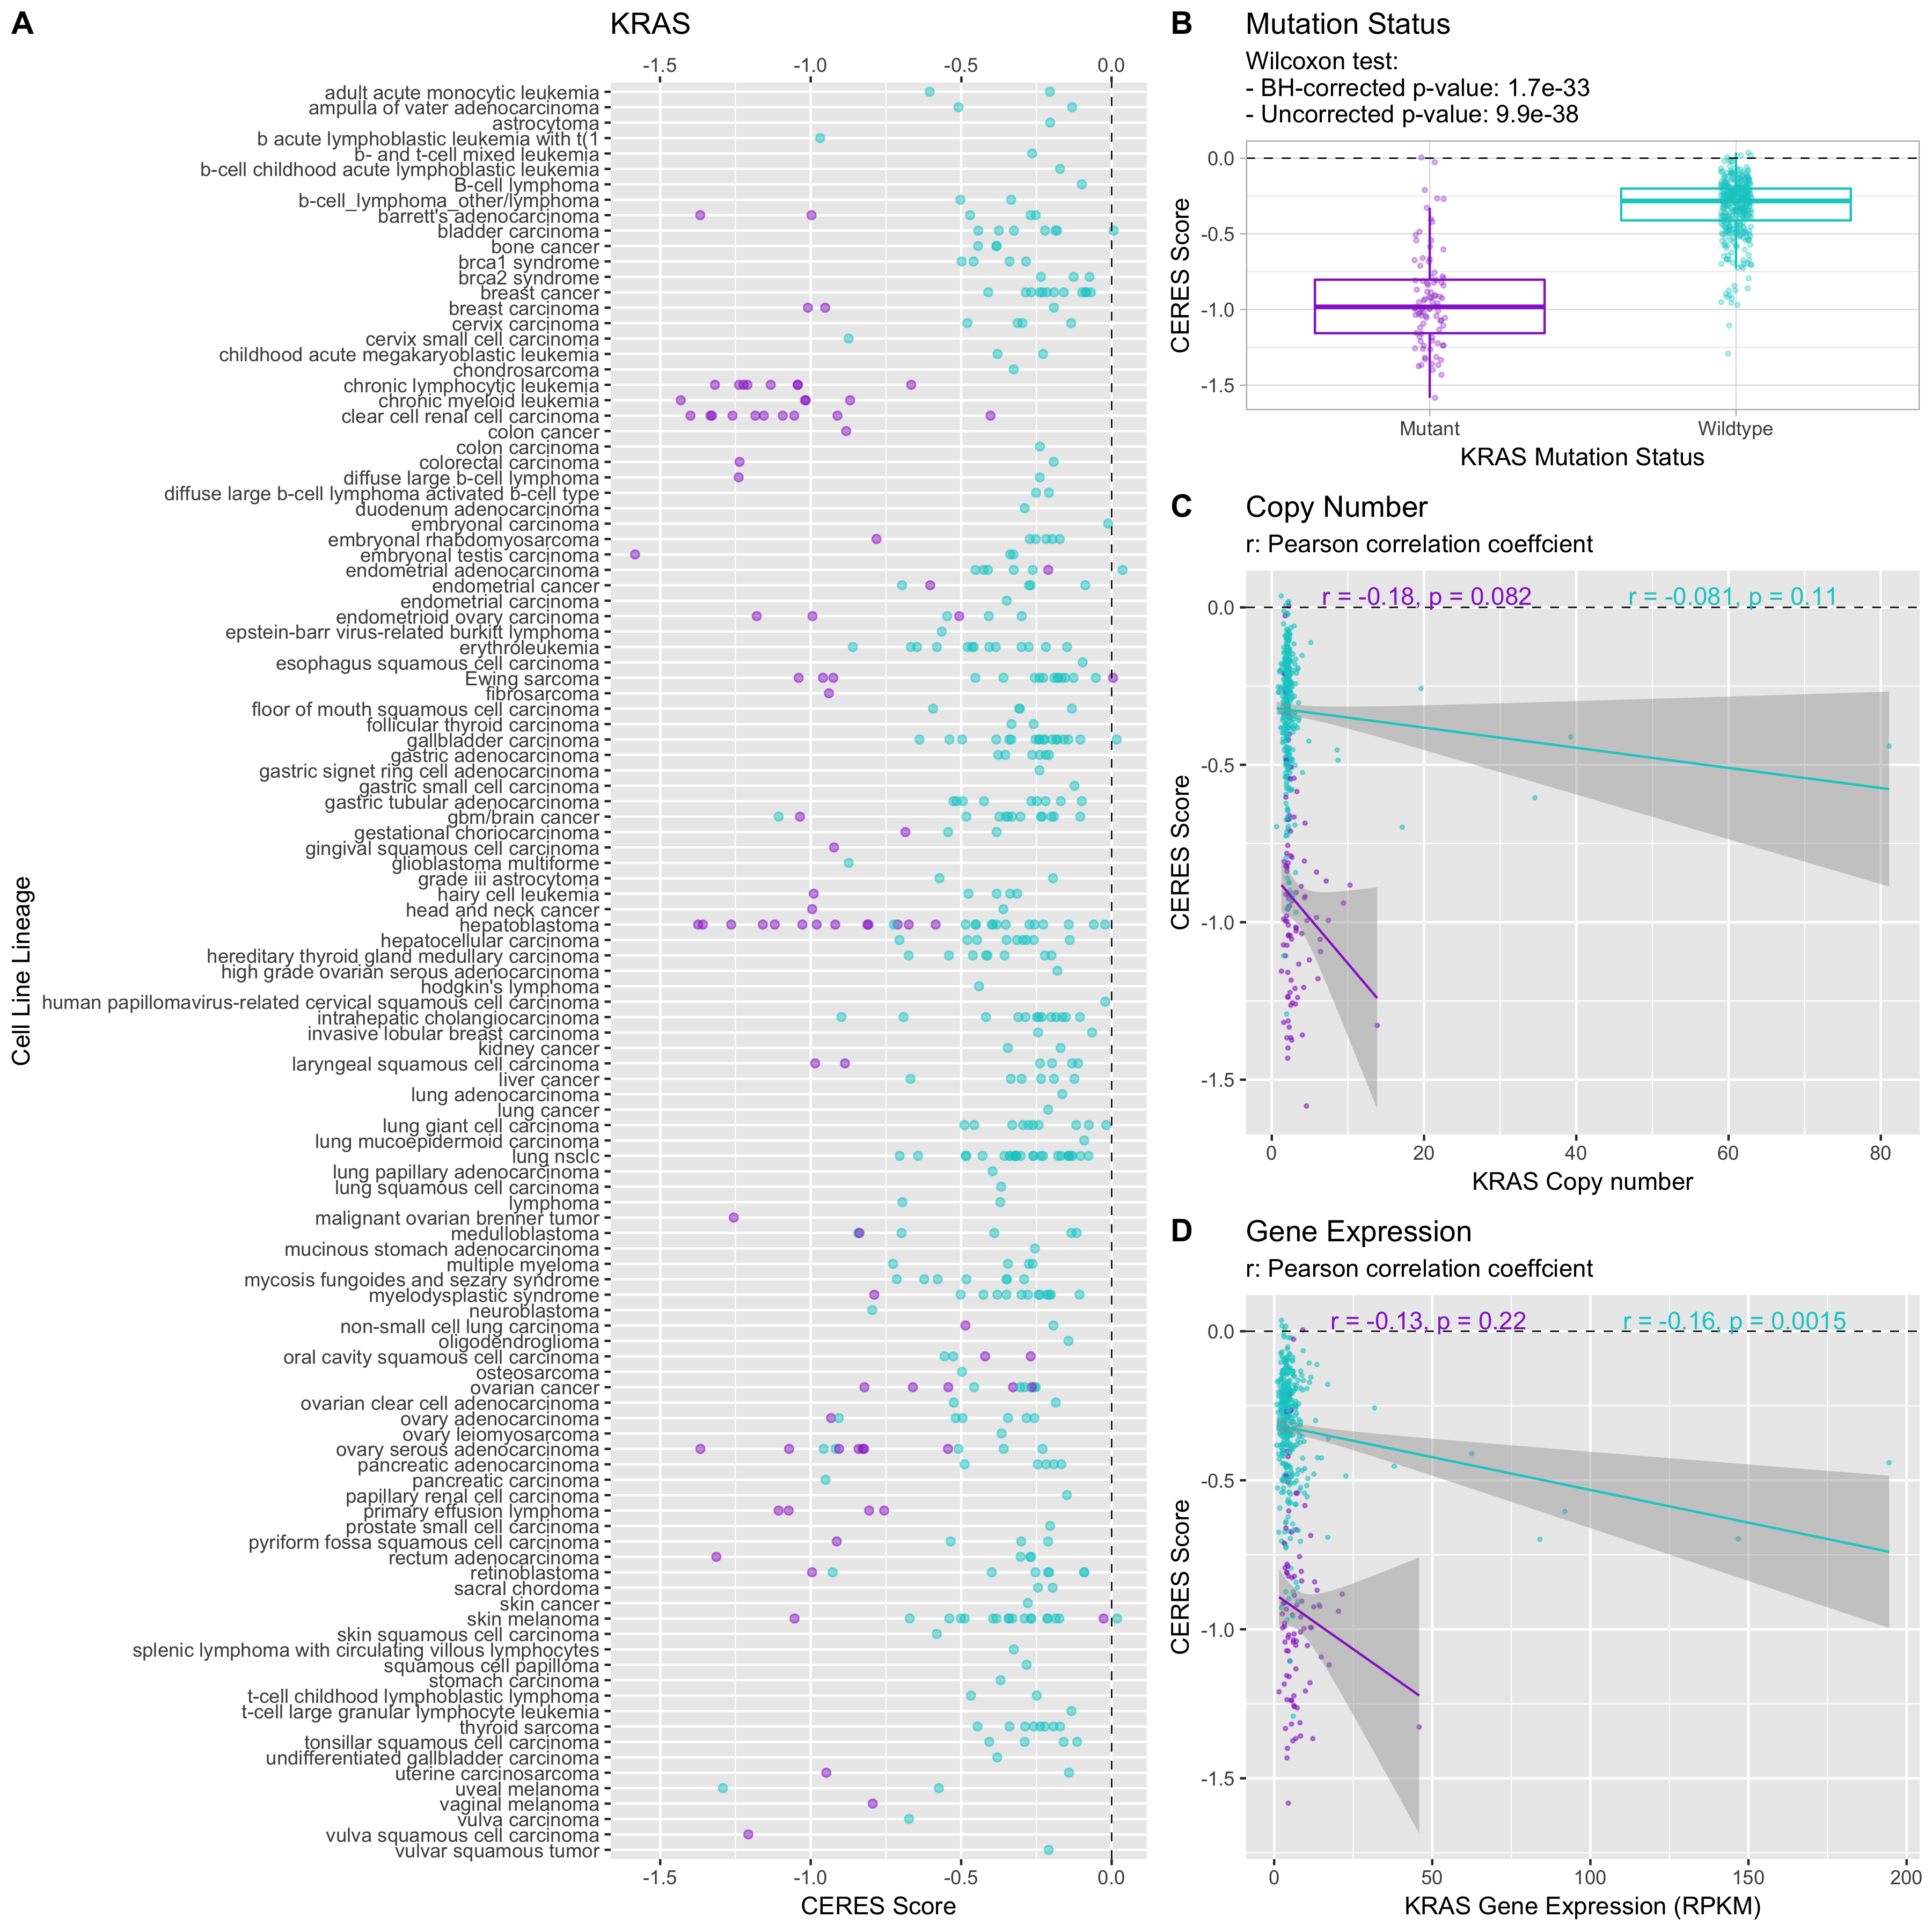 A
KRAS
-1.5 -1.0 -0.5 0.0
adult acute monocytic leukemia
ampulla of vater adenocarcinoma
astrocytoma
b acute lymphoblastic leukemia with t(1
b- and t-cell mixed leukemia
b-cell childhood acute lymphoblastic leukemia
B-cell lymphoma
b-cell_lymphoma_other/lymphoma
barrett's adenocarcinoma
bladder carcinoma
bone cancer
brca1 syndrome
brca2 syndrome
breast cancer
breast carcinoma
cervix carcinoma
cervix small cell carcinoma
childhood acute megakaryoblastic leukemia
chondrosarcoma
chronic lymphocytic leukemia
chronic myeloid leukemia
clear cell renal cell carcinoma
colon cancer
colon carcinoma
colorectal carcinoma
diffuse large b-cell lymphoma
diffuse large b-cell lymphoma activated b-cell type
duodenum adenocarcinoma
embryonal carcinoma
embryonal rhabdomyosarcoma
embryonal testis carcinoma
endometrial adenocarcinoma
endometrial cancer
endometrial carcinoma
endometrioid ovary carcinoma
epstein-barr virus-related burkitt lymphoma
erythroleukemia
esophagus squamous cell carcinoma
Ewing sarcoma
fibrosarcoma
floor of mouth squamous cell carcinoma
follicular thyroid carcinoma
gallbladder carcinoma
gastric adenocarcinoma
gastric signet ring cell adenocarcinoma
gastric small cell carcinoma
gastric tubular adenocarcinoma
gbm/brain cancer
gestational choriocarcinoma
gingival squamous cell carcinoma
glioblastoma multiforme
grade iii astrocytoma
hairy cell leukemia
head and neck cancer
hepatoblastoma
hepatocellular carcinoma
hereditary thyroid gland medullary carcinoma
high grade ovarian serous adenocarcinoma
hodgkin's lymphoma
human papillomavirus-related cervical squamous cell carcinoma
intrahepatic cholangiocarcinoma
invasive lobular breast carcinoma
kidney cancer
laryngeal squamous cell carcinoma
liver cancer
lung adenocarcinoma
lung cancer
lung giant cell carcinoma
lung mucoepidermoid carcinoma
lung nsclc
lung papillary adenocarcinoma
lung squamous cell carcinoma
lymphoma
malignant ovarian brenner tumor
medulloblastoma
mucinous stomach adenocarcinoma
multiple myeloma
mycosis fungoides and sezary syndrome
myelodysplastic syndrome
neuroblastoma
non-small cell lung carcinoma
oligodendroglioma
oral cavity squamous cell carcinoma
osteosarcoma
ovarian cancer
ovarian clear cell adenocarcinoma
ovary adenocarcinoma
ovary leiomyosarcoma
ovary serous adenocarcinoma
pancreatic adenocarcinoma
pancreatic carcinoma
papillary renal cell carcinoma
primary effusion lymphoma
prostate small cell carcinoma
pyriform fossa squamous cell carcinoma
rectum adenocarcinoma
retinoblastoma
sacral chordoma
skin cancer
skin melanoma
skin squamous cell carcinoma
splenic lymphoma with circulating villous lymphocytes
squamous cell papilloma
stomach carcinoma
t-cell childhood lymphoblastic lymphoma
t-cell large granular lymphocyte leukemia
thyroid sarcoma
tonsillar squamous cell carcinoma
undifferentiated gallbladder carcinoma
uterine carcinosarcoma
uveal melanoma
vaginal melanoma
vulva carcinoma
vulva squamous cell carcinoma
vulvar squamous tumor
-1.5 -1.0 -0.5 0.0
CERES Score
Cell Line Lineage
B
Mutation Status
Wilcoxon test:
- BH-corrected p-value: 1.7e-33
- Uncorrected p-value: 9.9e-38
0.0
-0.5
-1.0
-1.5
CERES Score
Mutant Wildtype
KRAS Mutation Status
C
Copy Number
r: Pearson correlation coeffcient
r = -0.18, p = 0.082 r = -0.081, p = 0.11
0.0
-0.5
-1.0
-1.5
CERES Score
0 20 40 60 80
KRAS Copy number
D
Gene Expression
r: Pearson correlation coeffcient
r = -0.13, p = 0.22 r = -0.16, p = 0.0015
0.0
-0.5
-1.0
-1.5
CERES Score
0 50 100 150 200
KRAS Gene Expression (RPKM)